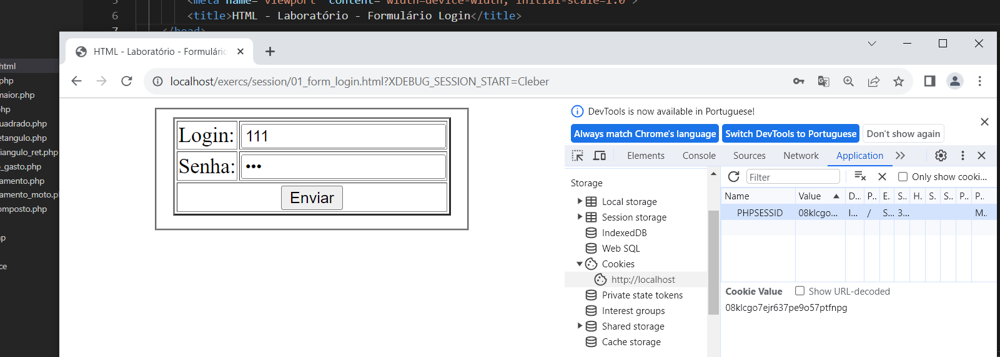 5 <meta name="viewport" content="width=device-width, initial-scale=1.0">
6 <title>HTML - Laboratório - Formulário Login</title>
7 </head>
html
php
maior.php
hp
uadrado.php
etangulo.php
iangulo_ret.php
_gasto.php
amento.php
amento_moto.p
omposto.php
p
ce
HTML - Laboratório - Formulário
localhost/exercs/session/01_form_login.html?XDEBUG_SESSION_START=Cleber
Login: 111
Senha: •••
Enviar
DevTools is now available in Portuguese!
Always match Chrome's language Switch DevTools to Portuguese Don't show again
Elements Console Sources Network Application
Storage
Local storage
Session storage
IndexedDB
Web SQL
Cookies
http://localhost
Private state tokens
Interest groups
Shared storage
Cache storage
Filter Only show cooki...
Name Value D... P.. E. S... H. S. S.. P.. P..
PHPSESSID 08klcgo... l... / S... 3... M..
Cookie Value Show URL-decoded
08klcgo7ejr637pe9o57ptfnpg